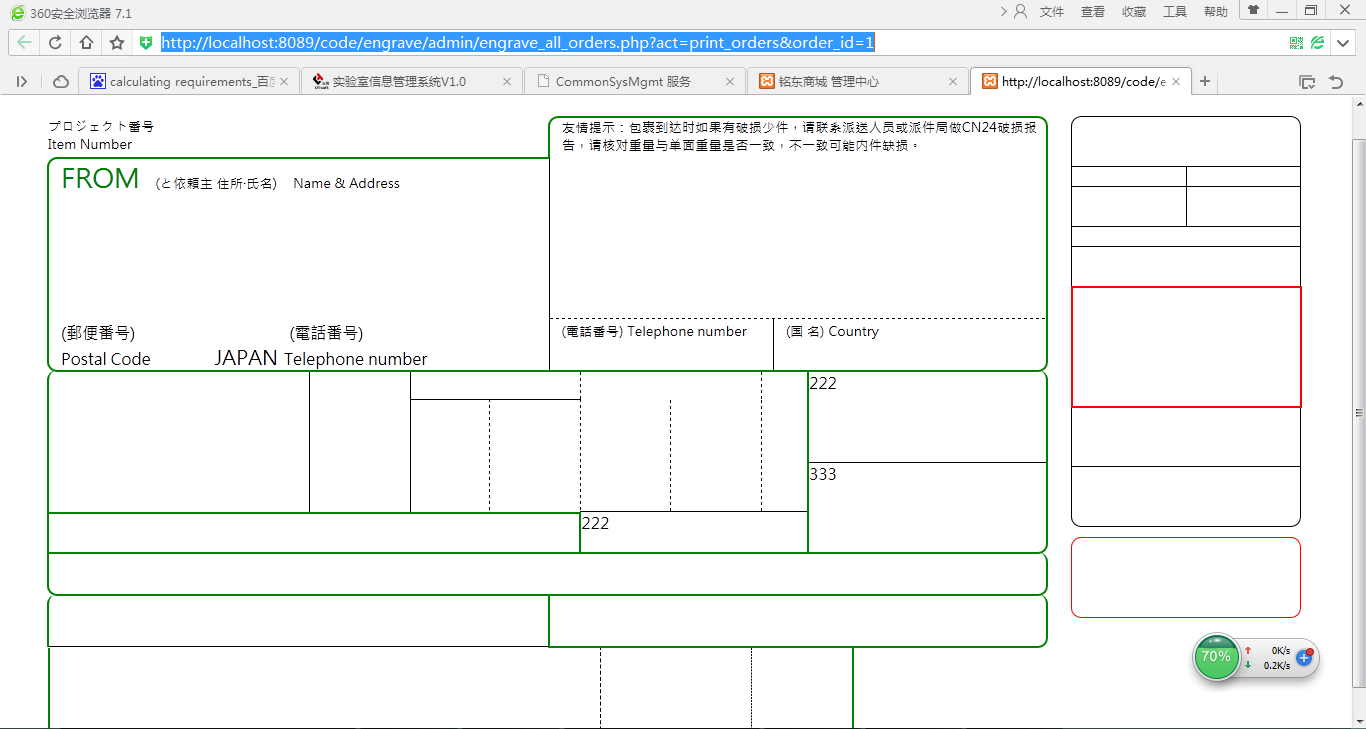 360安全浏览器 7.1
文件 查看 收藏 工具 帮助
http://localhost:8089/code/engrave/admin/engrave_all_orders.php?act=print_orders&order_id=1
calculating requirements_百
实验室信息管理系统V1.0
CommonSysMgmt 服务
铭东商城 管理中心
http://localhost:8089/code/e
プロジェクト番号
Item Number
友情提示：包裹到达时如果有破损少件，请联系派送人员或派件局做CN24破损报
告，请核对重量与单面重量是否一致，不一致可能内件缺损。
FROM (と依頼主 住所·氏名) Name & Address
(郵便番号) (電話番号)
Postal Code JAPAN Telephone number
(電話番号) Telephone number (国 名) Country
222
333
222
70% 0K/s
0.2K/s